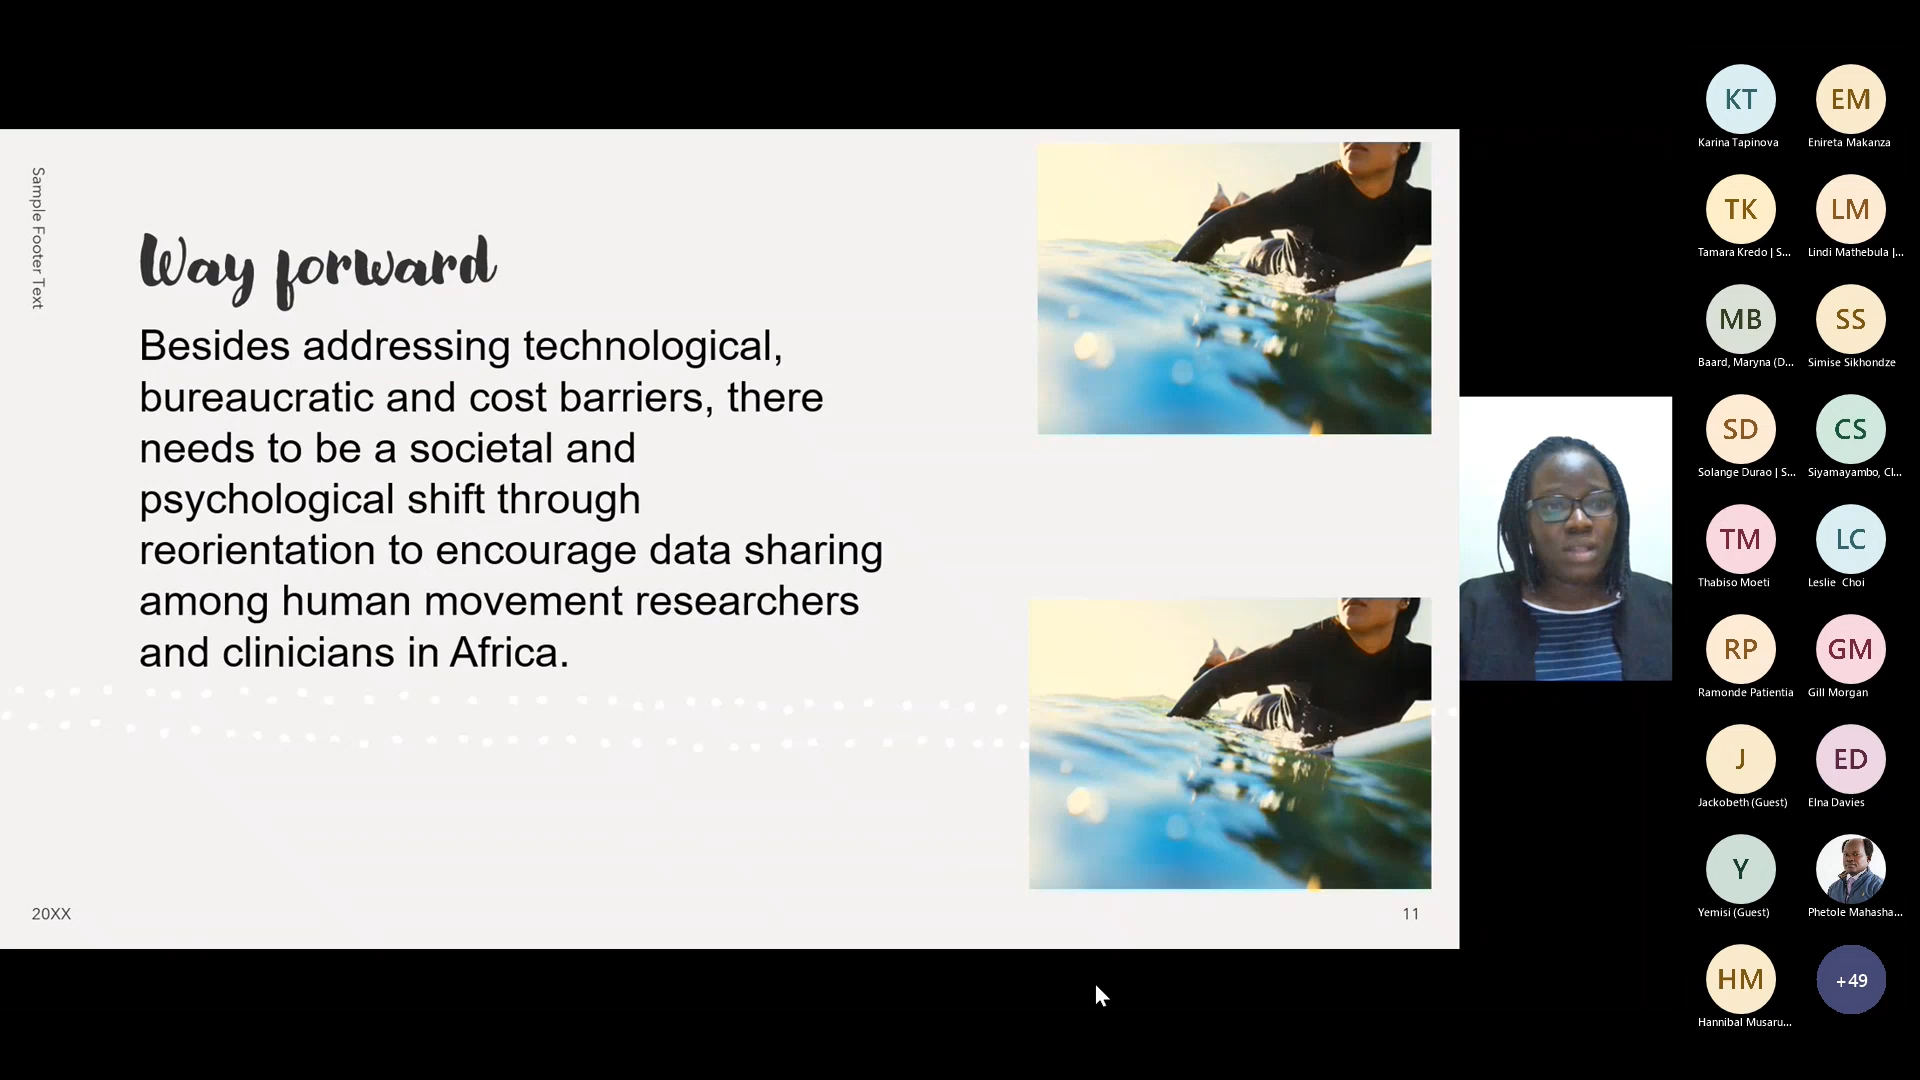 Sample Footer Text
Way forward
Besides addressing technological,
bureaucratic and cost barriers, there
needs to be a societal and
psychological shift through
reorientation to encourage data sharing
among human movement researchers
and clinicians in Africa.
20XX
11
KT
EM
Karina Tapinova
Enireta Makanza
TK
LM
Tamara Kredo | S...
Lindi Mathebula |...
MB
SS
Baard, Maryna (D...
Simise Sikhondze
SD
CS
Solange Durao | S...
Siyamayambo, Cl...
TM
LC
Thabiso Moeti
Leslie Choi
RP
GM
Ramonde Patientia
Gill Morgan
J
ED
Jackobeth (Guest)
Elna Davies
Y
Yemisi (Guest)
Phetole Mahasha...
HM
+49
Hannibal Musaru...